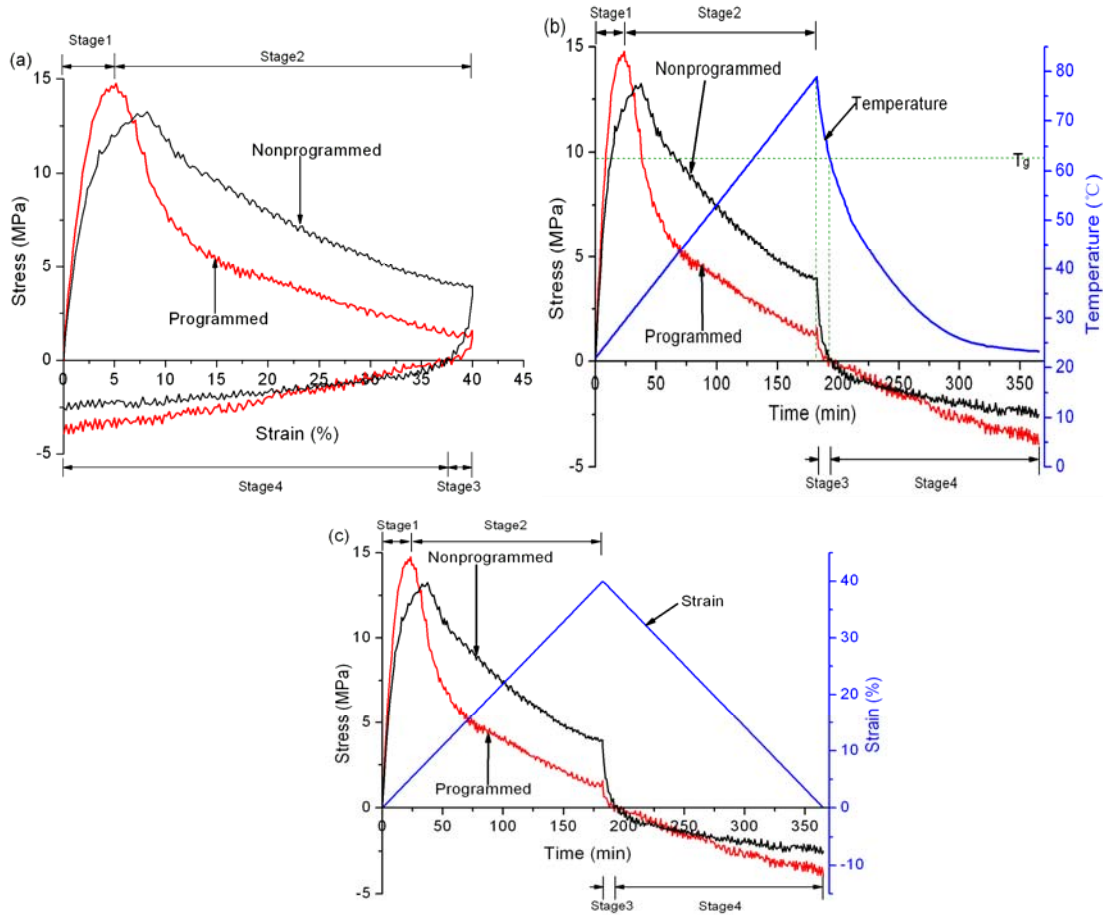 (a)
Stage1
Stage2
15
10
5
0
-5
Stress (MPa)
Nonprogrammed
Programmed
0 5 10 15 20 25 30 35 40 45
Strain (%)
Stage4
Stage3
(b)
Stage1
Stage2
15
10
5
0
-5
Stress (MPa)
Nonprogrammed
Temperature
Tg
Programmed
0 50 100 150 200 250 300 350
Time (min)
80
75
70
60
50
40
30
20
10
5
0
Temperature (℃)
Stage3
Stage4
(c)
Stage1
Stage2
15
10
5
0
-5
Stress (MPa)
Nonprogrammed
Strain
Programmed
0 50 100 150 200 250 300 350
Time (min)
40
30
20
10
0
-10
Strain (%)
Stage3
Stage4